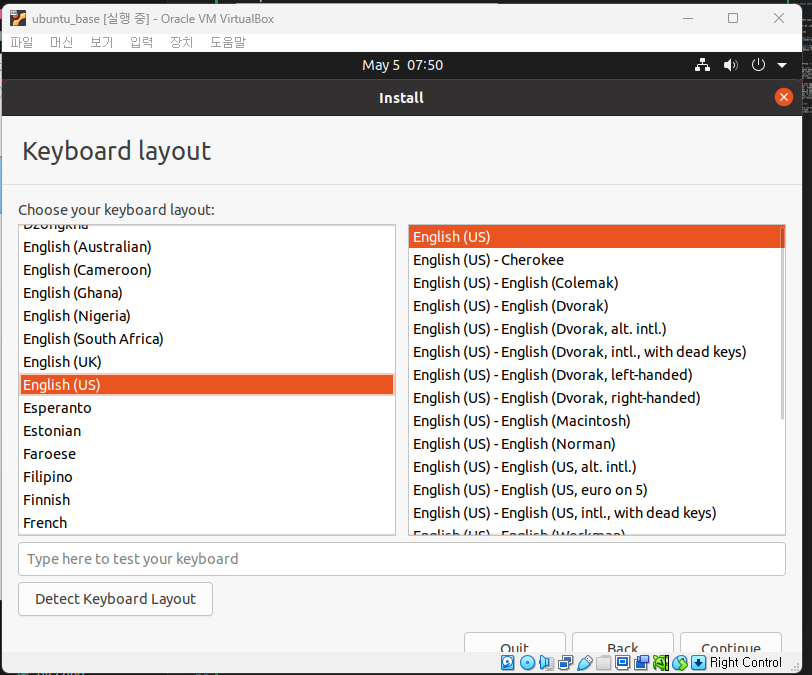 ubuntu_base [실행 중] - Oracle VM VirtualBox
파일 머신 보기 입력 장치 도움말
May 5 07:50
Install
Keyboard layout
Choose your keyboard layout:
Dzongkha
English (Australian)
English (Cameroon)
English (Ghana)
English (Nigeria)
English (South Africa)
English (UK)
English (US)
Esperanto
Estonian
Faroese
Filipino
Finnish
French
English (US)
English (US) - Cherokee
English (US) - English (Colemak)
English (US) - English (Dvorak)
English (US) - English (Dvorak, alt. intl.)
English (US) - English (Dvorak, intl., with dead keys)
English (US) - English (Dvorak, left-handed)
English (US) - English (Dvorak, right-handed)
English (US) - English (Macintosh)
English (US) - English (Norman)
English (US) - English (US, alt. intl.)
English (US) - English (US, euro on 5)
English (US) - English (US, intl., with dead keys)
English (US) - English (Workman)
Type here to test your keyboard
Detect Keyboard Layout
Quit Back Continue
Right Control